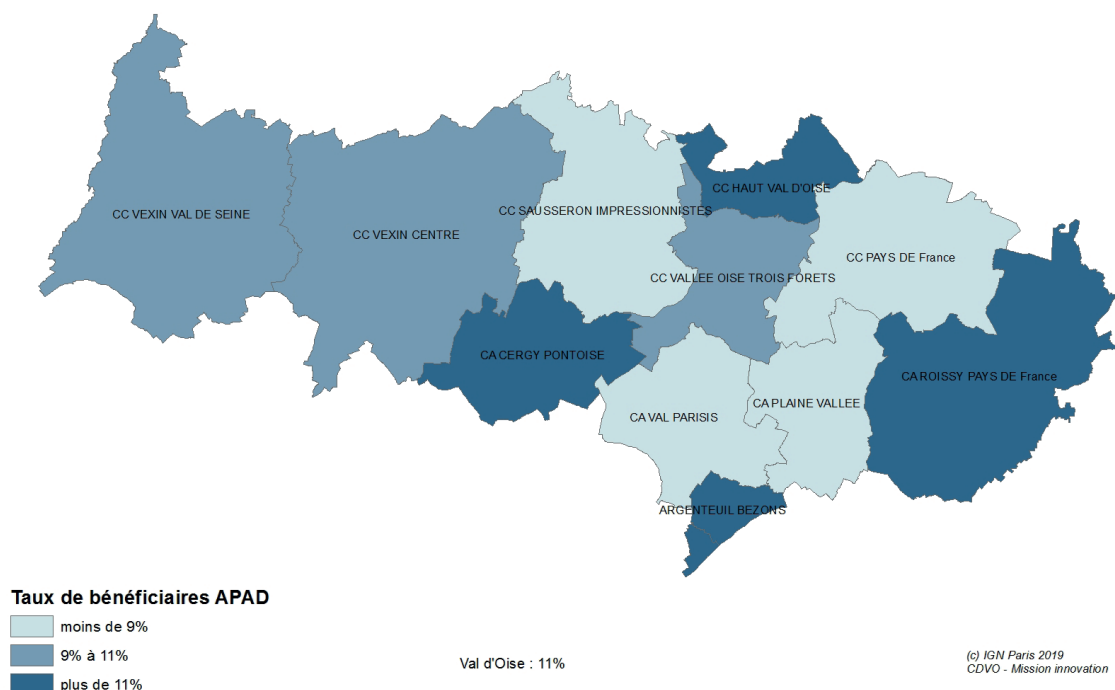 CC HAUT VAL D'OISE
CC VEXIN VAL DE SEINE
CC SAUSSERON IMPRESSIONNISTES
CC VEXIN CENTRE
CC PAYS DE France
CC VALLEE OISE TROIS FORETS
CA CERGY PONTOISE
CA ROISSY PAYS DE France
CA PLAINE VALLEE
CA VAL PARISIS
ARGENTEUIL BEZONS
Taux de bénéficiaires APAD
moins de 9%
9% à 11%
plus de 11%
Val d'Oise : 11%
(c) IGN Paris 2019
CDVO - Mission innovation